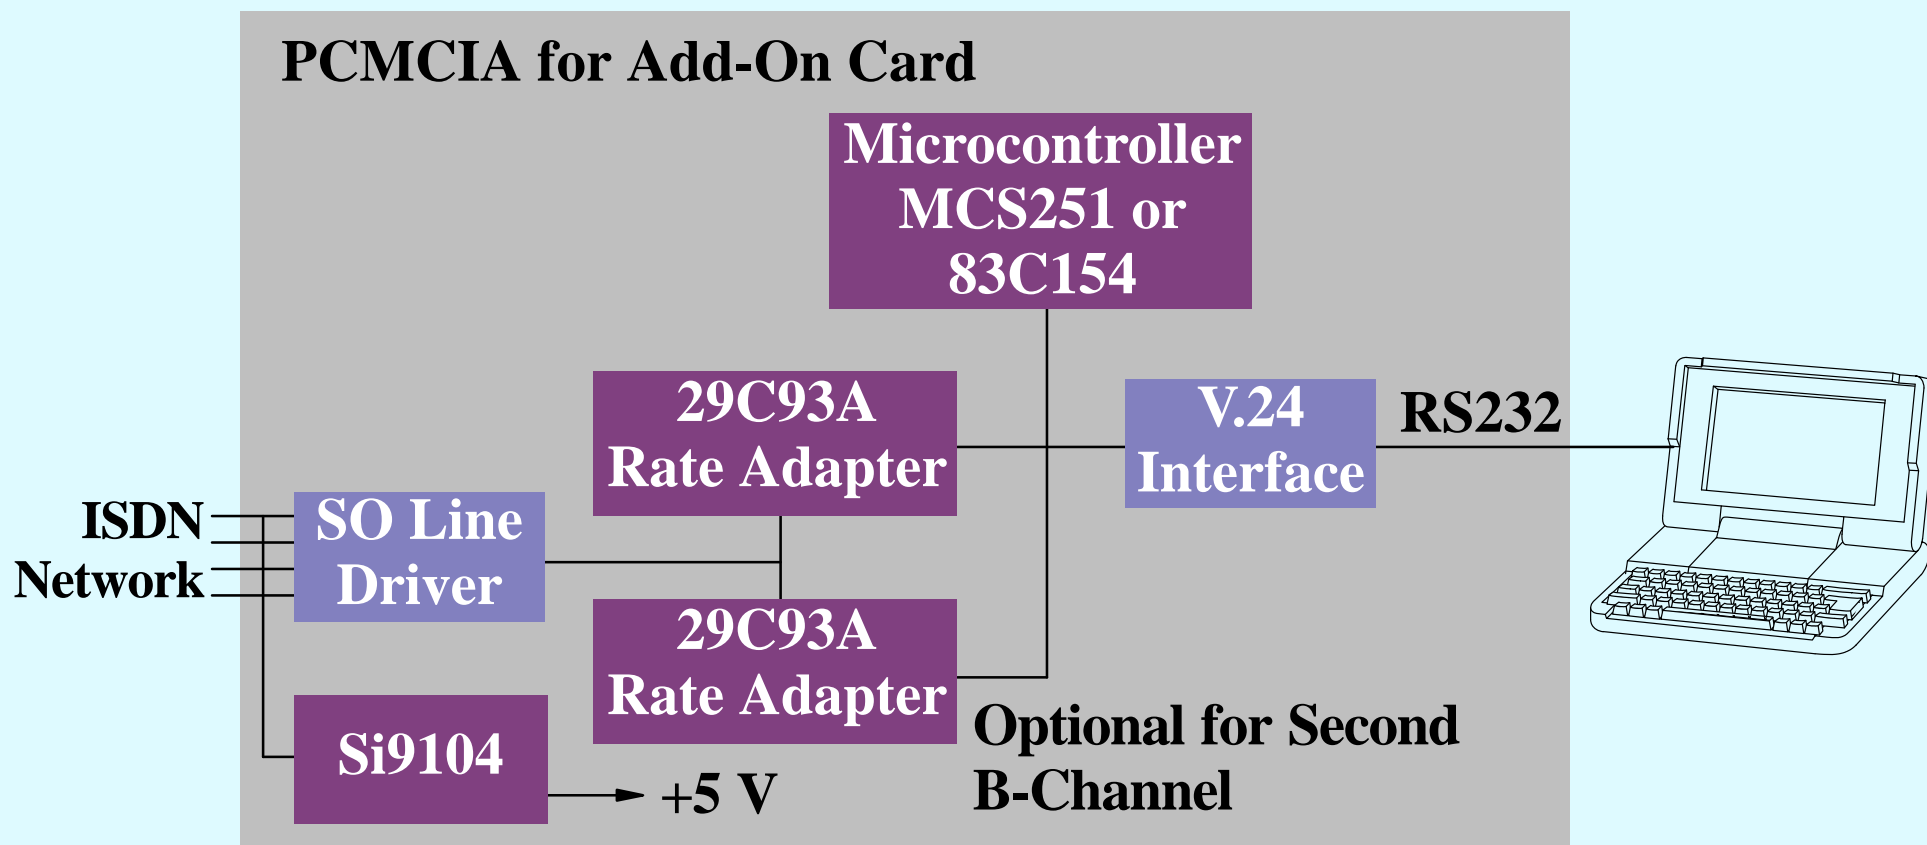 PCMCIA for Add-On Card
Microcontroller
MCS251 or
83C154
29C93A
Rate Adapter
V.24
Interface
RS232
ISDN
Network
SO Line
Driver
29C93A
Rate Adapter
Optional for Second
B-Channel
Si9104
+5 V